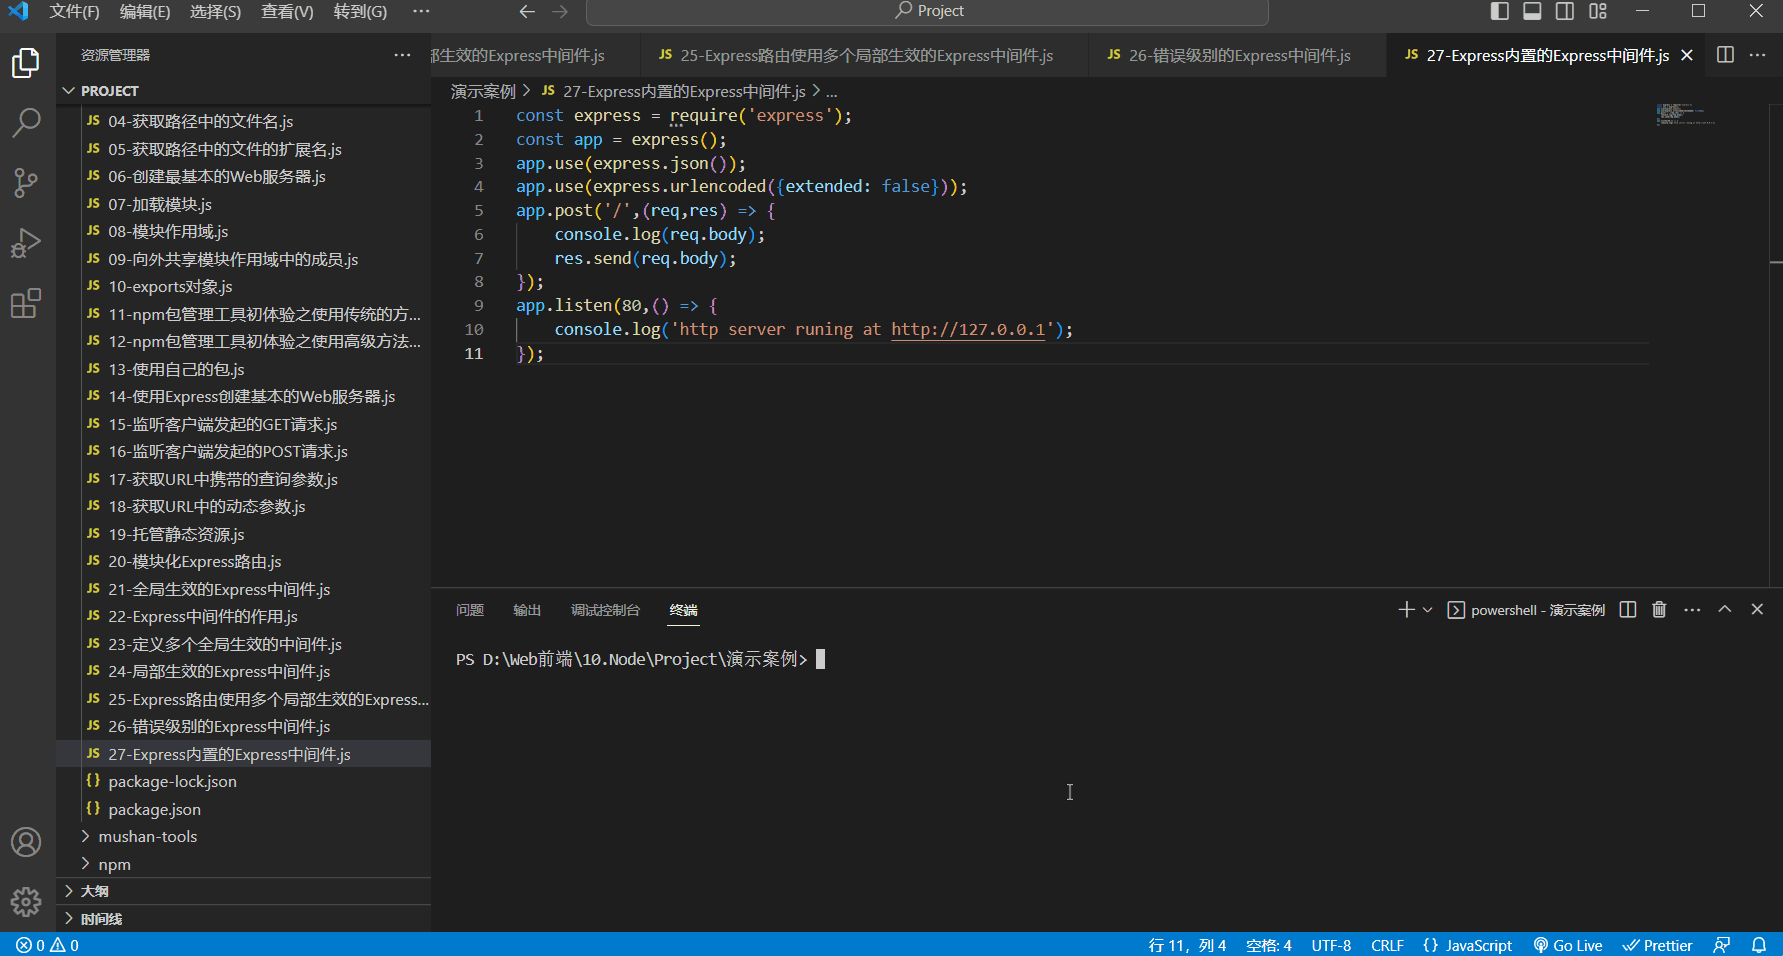 文件(F) 编辑(E) 选择(S) 查看(V) 转到(G) ··· Project
资源管理器 ···
部生效的Express中间件.js JS 25-Express路由使用多个局部生效的Express中间件.js JS 26-错误级别的Express中间件.js JS 27-Express内置的Express中间件.js ···
PROJECT
JS 04-获取路径中的文件名.js
JS 05-获取路径中的文件的扩展名.js
JS 06-创建最基本的Web服务器.js
JS 07-加载模块.js
JS 08-模块作用域.js
JS 09-向外共享模块作用域中的成员.js
JS 10-exports对象.js
JS 11-npm包管理工具初体验之使用传统的方...
JS 12-npm包管理工具初体验之使用高级方法...
JS 13-使用自己的包.js
JS 14-使用Express创建基本的Web服务器.js
JS 15-监听客户端发起的GET请求.js
JS 16-监听客户端发起的POST请求.js
JS 17-获取URL中携带的查询参数.js
JS 18-获取URL中的动态参数.js
JS 19-托管静态资源.js
JS 20-模块化Express路由.js
JS 21-全局生效的Express中间件.js
JS 22-Express中间件的作用.js
JS 23-定义多个全局生效的中间件.js
JS 24-局部生效的Express中间件.js
JS 25-Express路由使用多个局部生效的Express...
JS 26-错误级别的Express中间件.js
JS 27-Express内置的Express中间件.js
{} package-lock.json
{} package.json
mushan-tools
npm
大纲
时间线
演示案例 > JS 27-Express内置的Express中间件.js > ...
1 const express = require('express');
2 const app = express();
3 app.use(express.json());
4 app.use(express.urlencoded({extended: false}));
5 app.post('/',(req,res) => {
6 console.log(req.body);
7 res.send(req.body);
8 });
9 app.listen(80,() => {
10 console.log('http server runing at http://127.0.0.1');
11 });
问题 输出 调试控制台 终端 powershell - 演示案例 ···
PS D:\Web前端\10.Node\Project\演示案例>
0 0 行 11，列 4 空格: 4 UTF-8 CRLF {} JavaScript Go Live Prettier